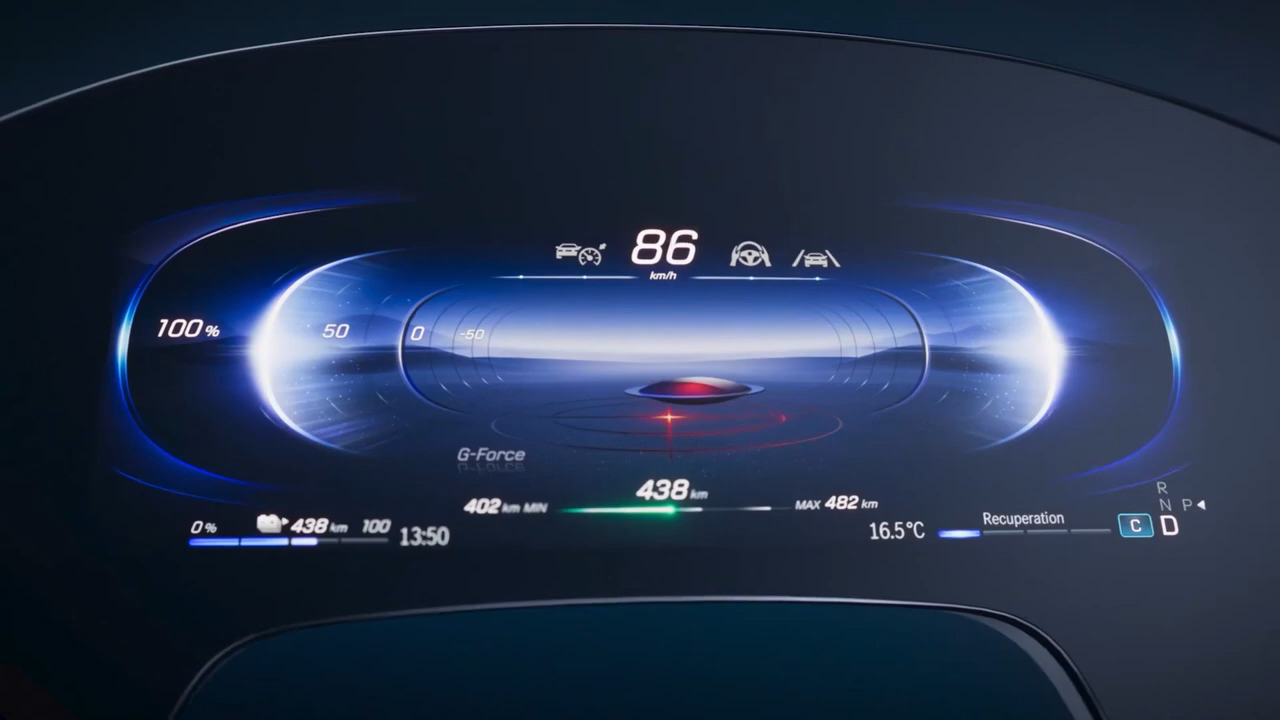 86
km/h
100 %
50
0
-50
G-Force
438 km
402 km MIN
MAX 482 km
0 %
438 km
100
13:50
16.5°C
Recuperation
C
R
N
P
D